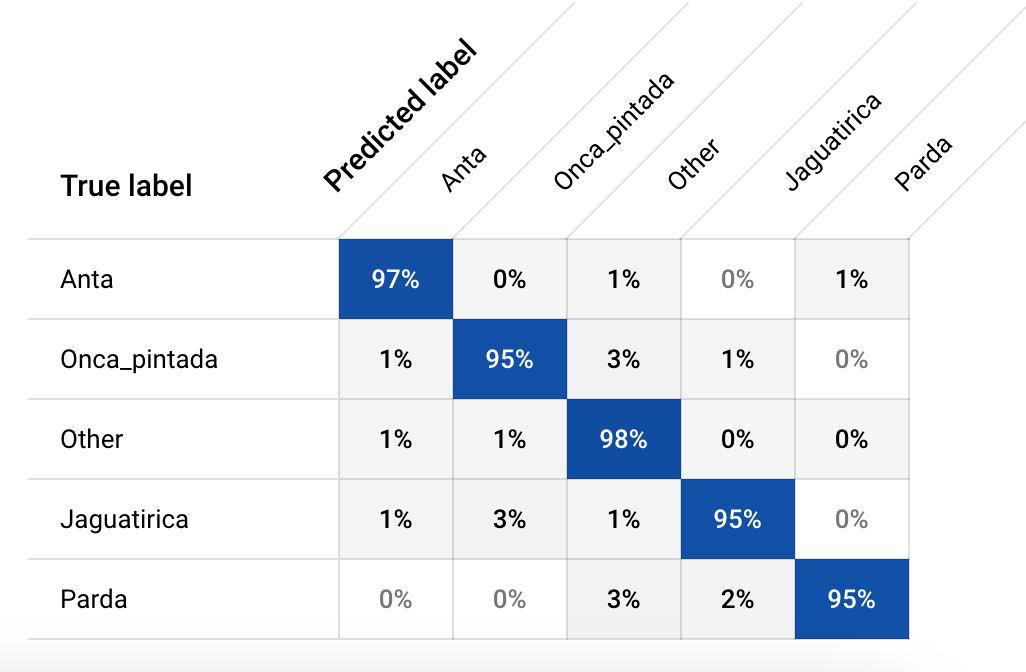 Predicted label
Anta
Onca_pintada
Other
Jaguatirica
Parda
True label
Anta 97% 0% 1% 0% 1%
Onca_pintada 1% 95% 3% 1% 0%
Other 1% 1% 98% 0% 0%
Jaguatirica 1% 3% 1% 95% 0%
Parda 0% 0% 3% 2% 95%